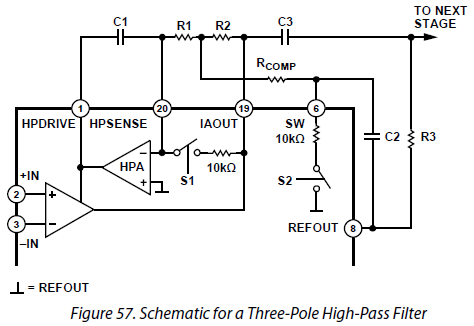 TO NEXT
STAGE
C1
R1
R2
C3
RCOMP
1
20
19
6
HPDRIVE
HPSENSE
IAOUT
SW
10kΩ
C2
R3
+IN
HPA
−
+
S1
10kΩ
S2
2
+
3
−
−IN
REFOUT
8
= REFOUT
Figure 57. Schematic for a Three-Pole High-Pass Filter